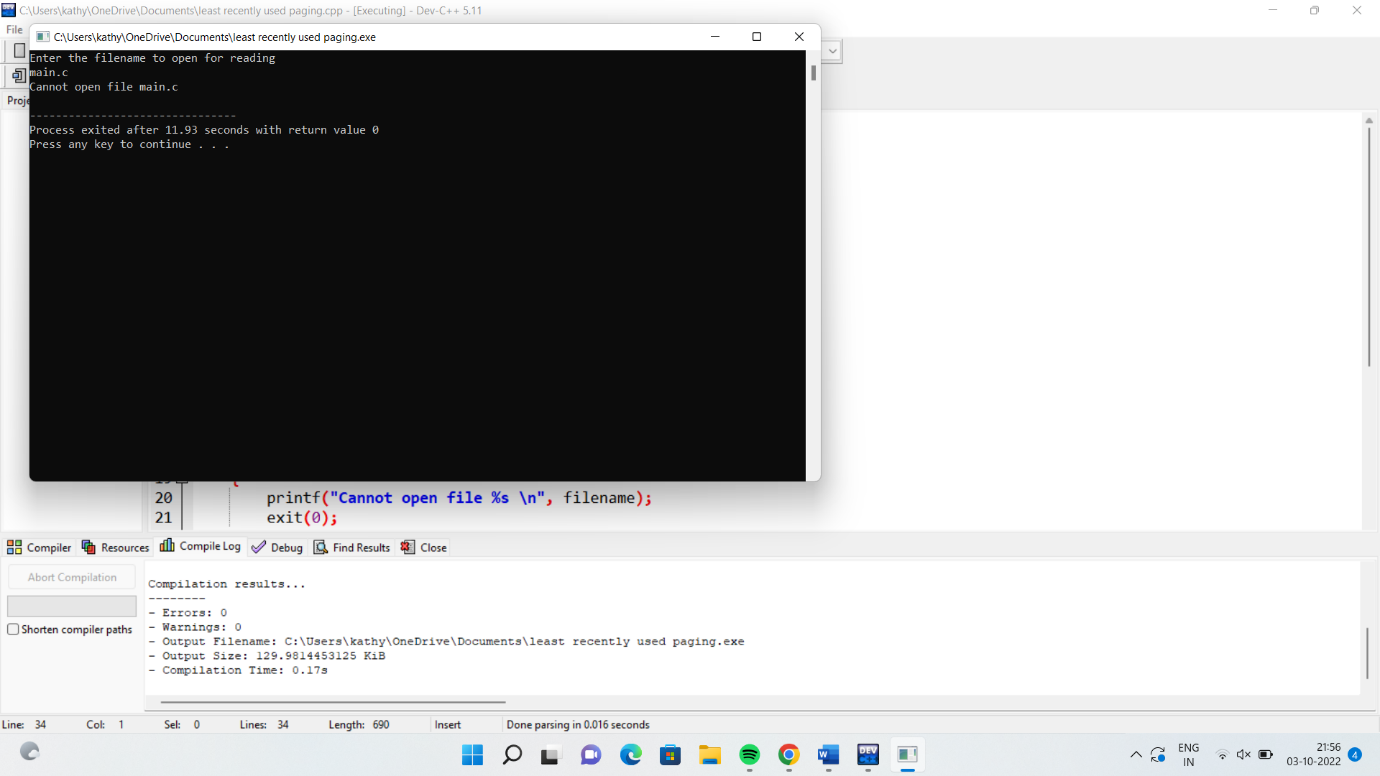 C:\Users\kathy\OneDrive\Documents\least recently used paging.cpp - [Executing] - Dev-C++ 5.11
File
C:\Users\kathy\OneDrive\Documents\least recently used paging.exe
Enter the filename to open for reading
main.c
Cannot open file main.c
--------------------------------
Process exited after 11.93 seconds with return value 0
Press any key to continue . . .
20 printf("Cannot open file %s \n", filename);
21 exit(0);
Compiler Resources Compile Log Debug Find Results Close
Abort Compilation
Shorten compiler paths
Compilation results...
--------
- Errors: 0
- Warnings: 0
- Output Filename: C:\Users\kathy\OneDrive\Documents\least recently used paging.exe
- Output Size: 129.9814453125 KiB
- Compilation Time: 0.17s
Line: 34 Col: 1 Sel: 0 Lines: 34 Length: 690 Insert Done parsing in 0.016 seconds
DEV
ENG
IN
21:56
03-10-2022
4